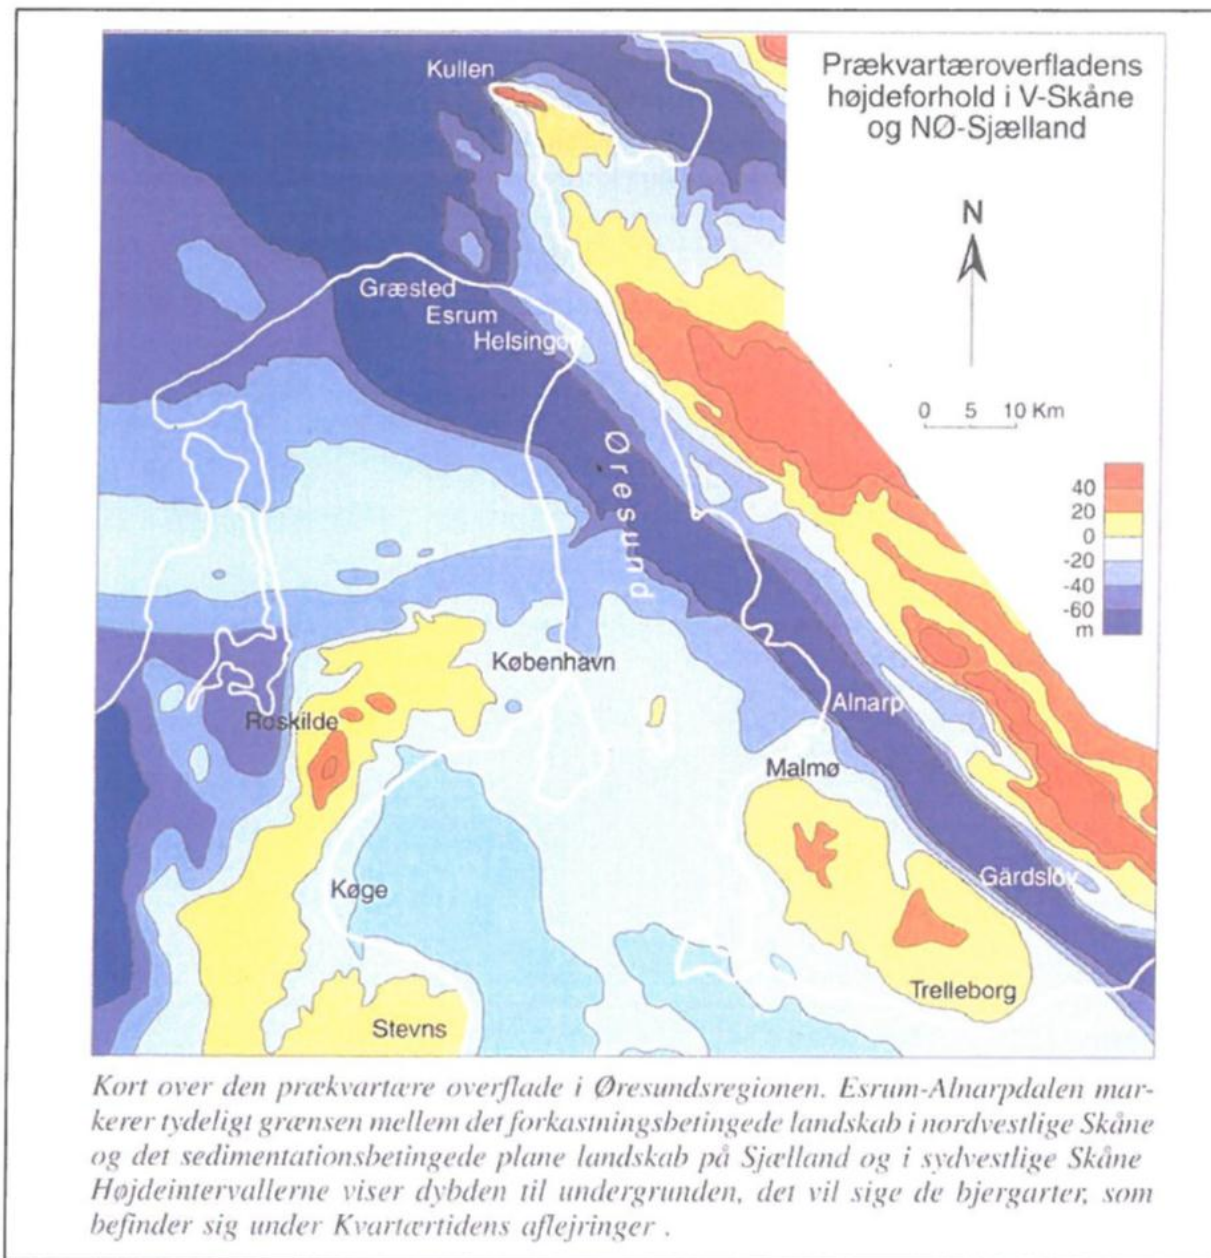 Prækvartæroverfladens
højdeforhold i V-Skåne
og NØ-Sjælland
N
0 5 10 Km
40
20
0
-20
-40
-60
m
Kullen
Græsted
Esrum
Helsingør
Øresund
København
Roskilde
Alnarp
Malmø
Køge
Gärdslöv
Trelleborg
Stevns
Kort over den prækvartære overflade i Øresundsregionen. Esrum-Alnarpdalen mar-
kerer tydeligt grænsen mellem det forkastningsbetingede landskab i nordvestlige Skåne
og det sedimentationsbetingede plane landskab på Sjælland og i sydvestlige Skåne
Højdeintervallerne viser dybden til undergrunden, det vil sige de bjergarter, som
befinder sig under Kvartærtidens aflejringer .